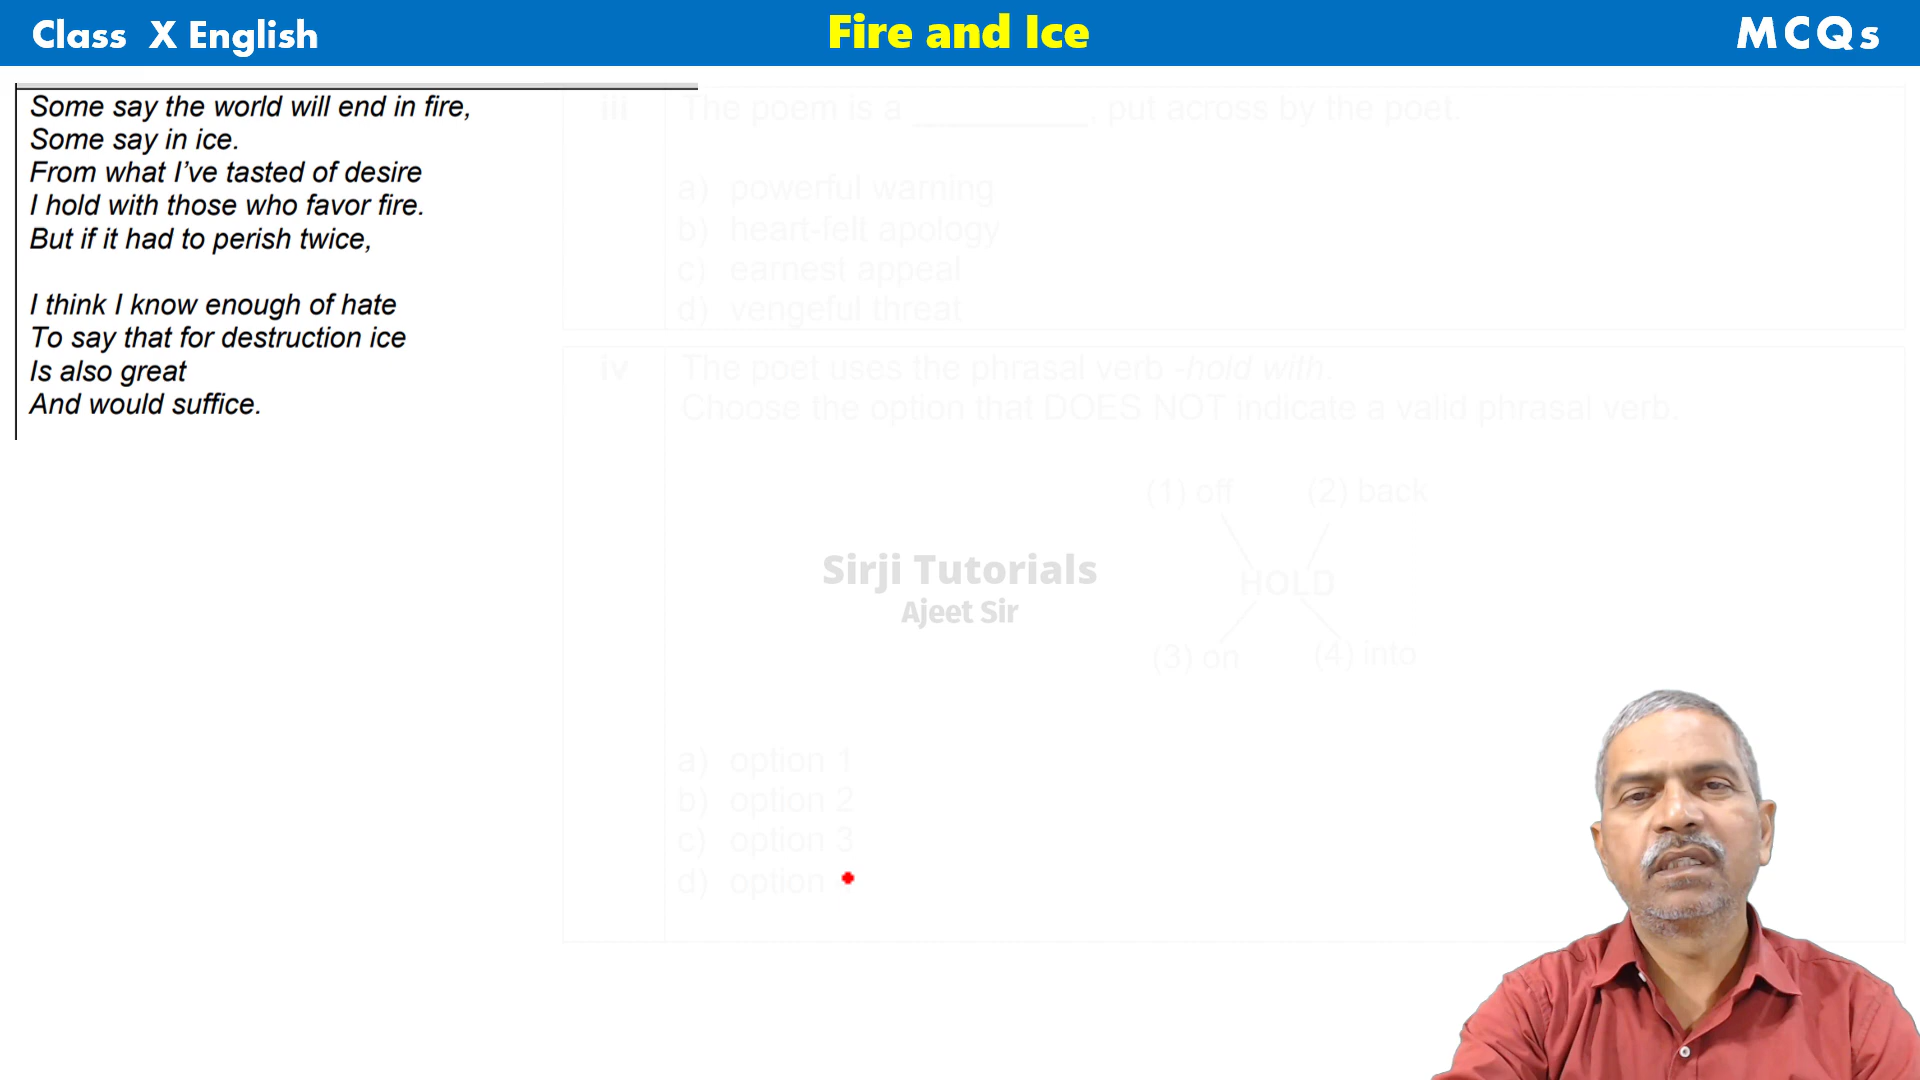 Class X English
Fire and Ice
MCQs
Some say the world will end in fire,
Some say in ice.
From what I've tasted of desire
I hold with those who favor fire.
But if it had to perish twice,
I think I know enough of hate
To say that for destruction ice
Is also great
And would suffice.
iii The poem is a __________, put across by the poet.
a) powerful warning
b) heart-felt apology
c) earnest appeal
d) vengeful threat
iv The poet uses the phrasal verb -hold with.
Choose the option that DOES NOT indicate a valid phrasal verb.
(1) off (2) back
HOLD
(3) on (4) into
Sirji Tutorials
Ajeet Sir
a) option 1
b) option 2
c) option 3
d) option